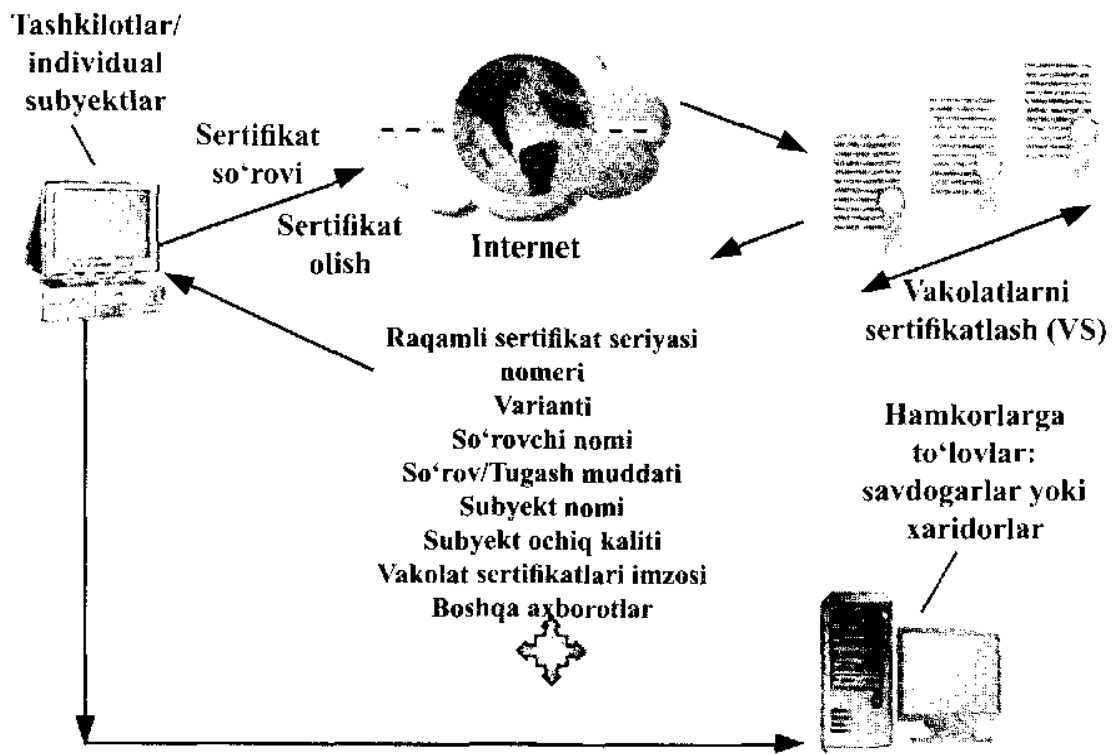 Tashkilotlar/
individual
subyektlar
Sertifikat
so‘rovi
Sertifikat
olish
Internet
Vakolatlarni
sertifikatlash (VS)
Raqamli sertifikat seriyasi
nomeri
Varianti
So‘rovchi nomi
So‘rov/Tugash muddati
Subyekt nomi
Subyekt ochiq kaliti
Vakolat sertifikatlari imzosi
Boshqa axborotlar
Hamkorlarga
to‘lovlar:
savdogarlar yoki
xaridorlar